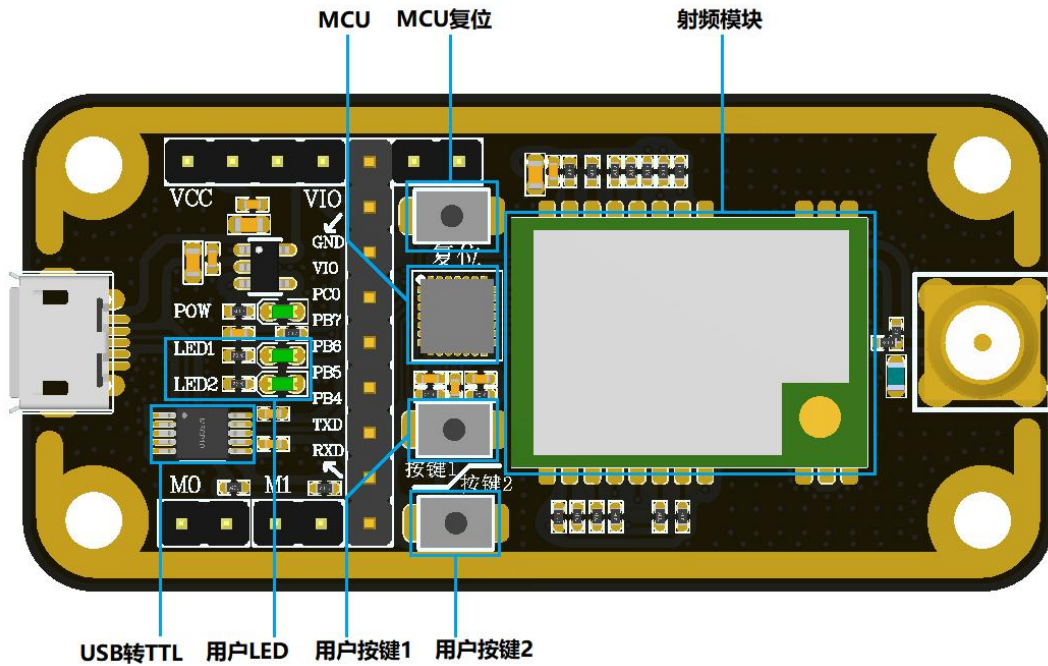 MCU
MCU复位
射频模块
VCC
VIO
GND
VIO
PC0
PB7
PB6
PB5
PB4
TXD
RXD
复位
POW
LED1
LED2
按键1
按键2
M0
M1
USB转TTL
用户LED
用户按键1
用户按键2